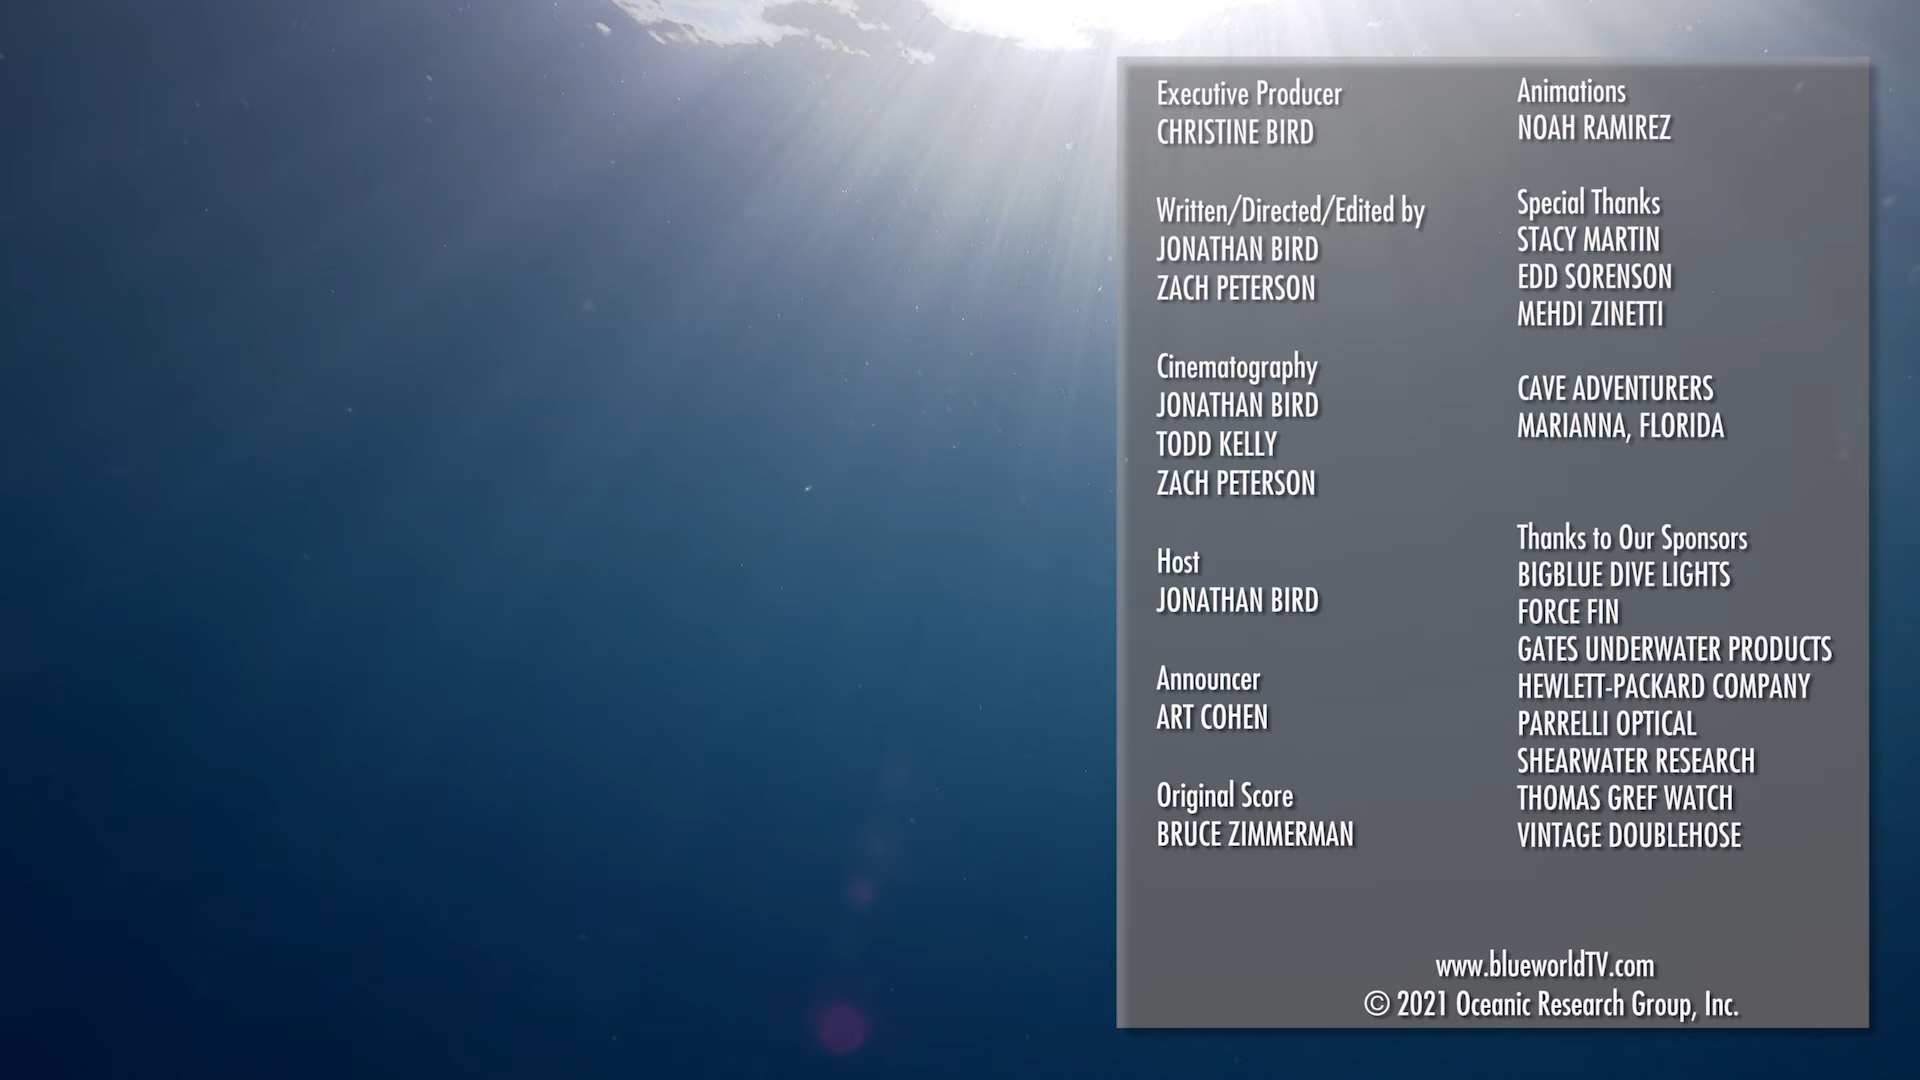 Executive Producer
CHRISTINE BIRD
Written/Directed/Edited by
JONATHAN BIRD
ZACH PETERSON
Cinematography
JONATHAN BIRD
TODD KELLY
ZACH PETERSON
Host
JONATHAN BIRD
Announcer
ART COHEN
Original Score
BRUCE ZIMMERMAN
Animations
NOAH RAMIREZ
Special Thanks
STACY MARTIN
EDD SORENSON
MEHDI ZINETTI
CAVE ADVENTURERS
MARIANNA, FLORIDA
Thanks to Our Sponsors
BIGBLUE DIVE LIGHTS
FORCE FIN
GATES UNDERWATER PRODUCTS
HEWLETT-PACKARD COMPANY
PARRELLI OPTICAL
SHEARWATER RESEARCH
THOMAS GREF WATCH
VINTAGE DOUBLEHOSE
www.blueworldTV.com
© 2021 Oceanic Research Group, Inc.